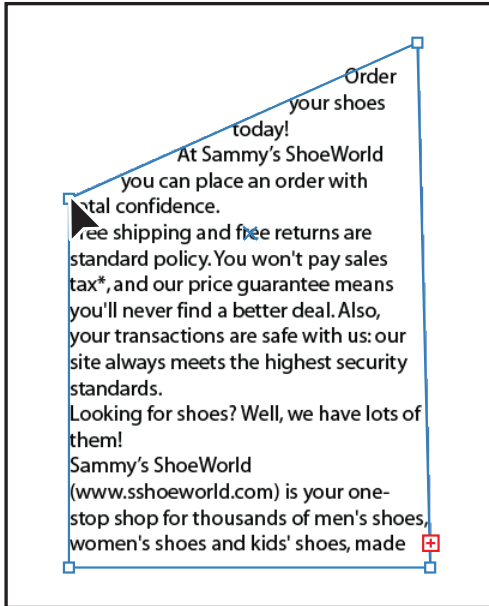 Order
your shoes
today!
At Sammy’s ShoeWorld
you can place an order with
total confidence.
Free shipping and free returns are
standard policy. You won't pay sales
tax*, and our price guarantee means
you'll never find a better deal. Also,
your transactions are safe with us: our
site always meets the highest security
standards.
Looking for shoes? Well, we have lots of
them!
Sammy’s ShoeWorld
(www.sshoeworld.com) is your one-
stop shop for thousands of men's shoes,
women's shoes and kids' shoes, made